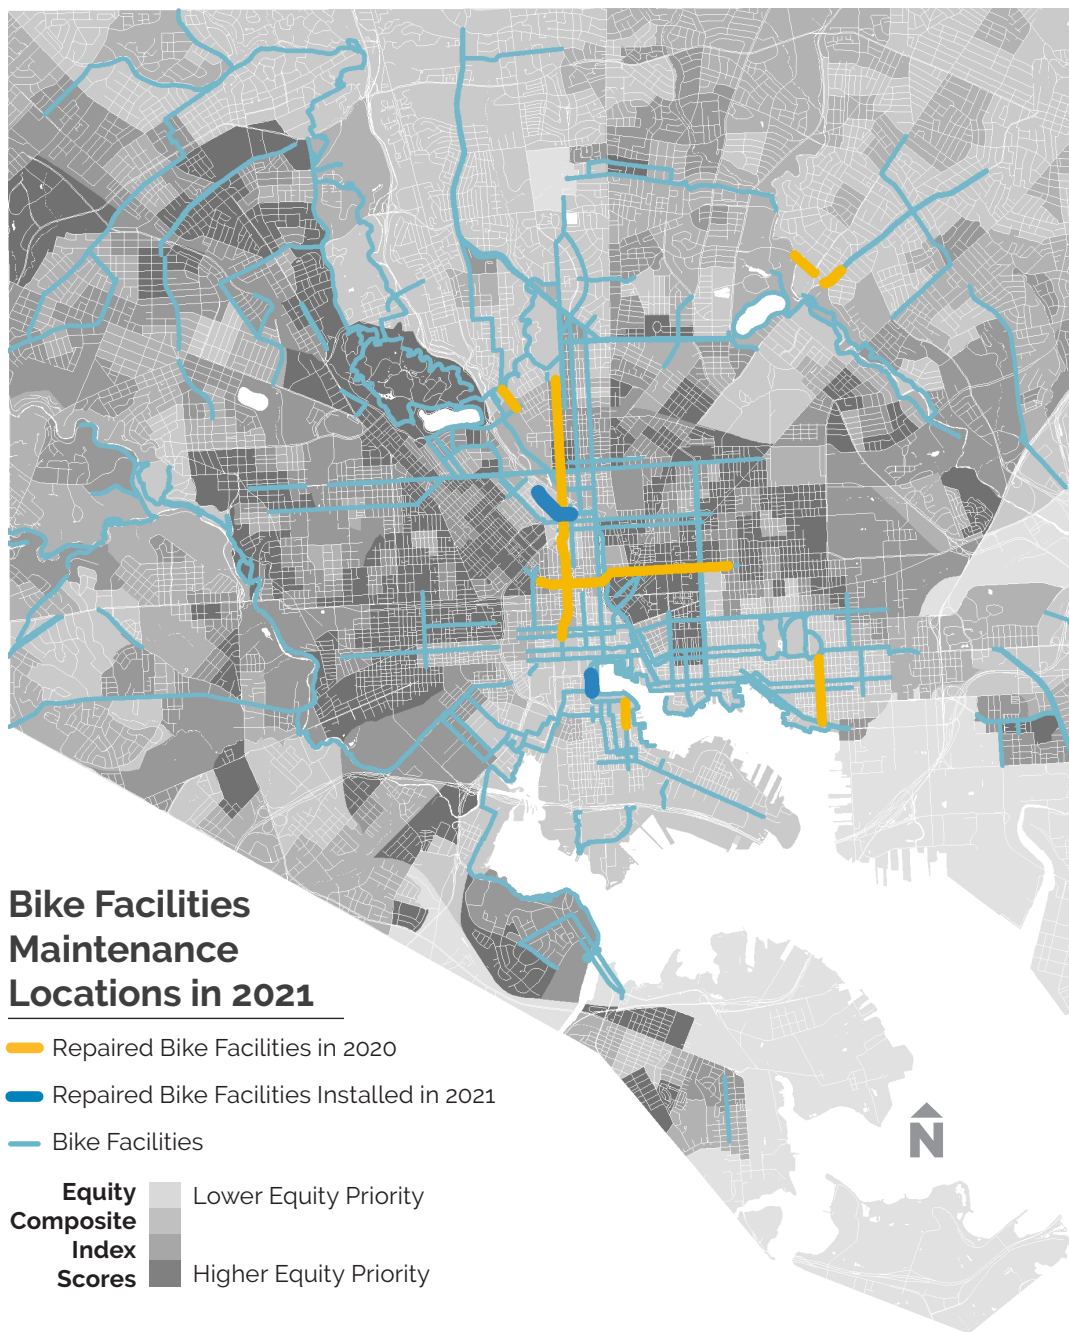 Bike Facilities
Maintenance
Locations in 2021
Repaired Bike Facilities in 2020
Repaired Bike Facilities Installed in 2021
Bike Facilities
Equity
Composite
Index
Scores
Lower Equity Priority
Higher Equity Priority
N